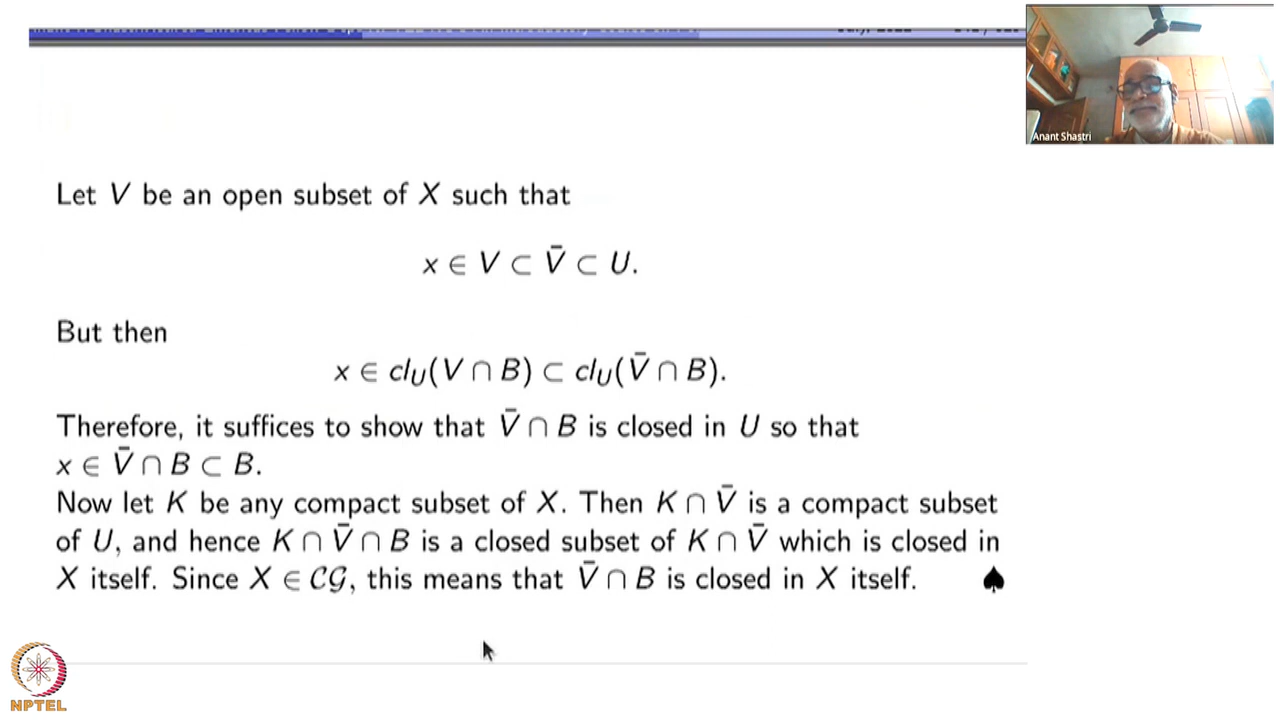 Anant Shastri
Let V be an open subset of X such that
x ∈ V ⊂ V̄ ⊂ U.
But then
x ∈ cl_U(V ∩ B) ⊂ cl_U(V̄ ∩ B).
Therefore, it suffices to show that V̄ ∩ B is closed in U so that
x ∈ V̄ ∩ B ⊂ B.
Now let K be any compact subset of X. Then K ∩ V̄ is a compact subset
of U, and hence K ∩ V̄ ∩ B is a closed subset of K ∩ V̄ which is closed in
X itself. Since X ∈ 𝒞𝒢, this means that V̄ ∩ B is closed in X itself. ♠
NPTEL